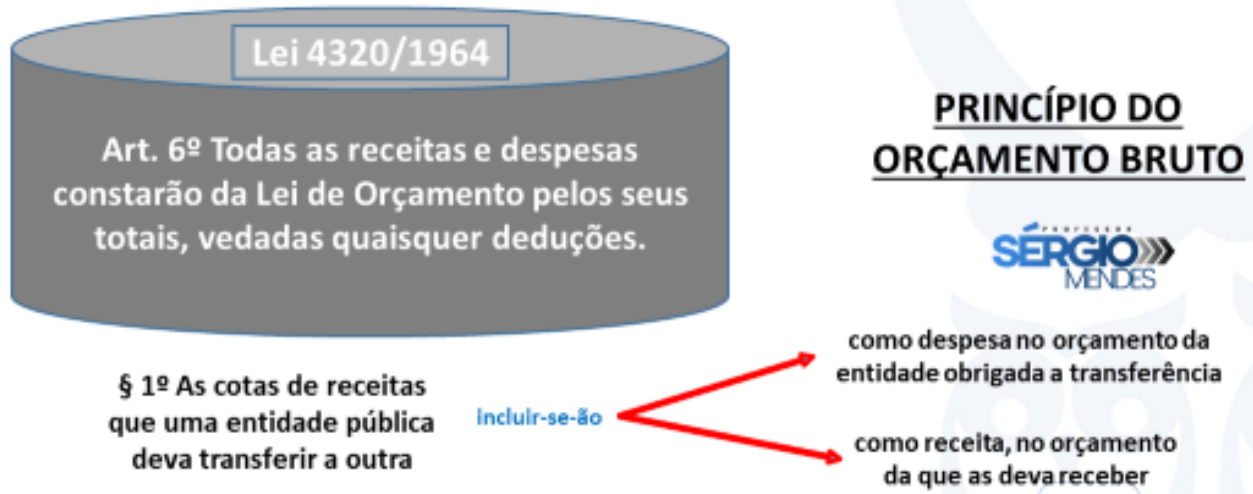 Lei 4320/1964
Art. 6º Todas as receitas e despesas
constarão da Lei de Orçamento pelos seus
totais, vedadas quaisquer deduções.
PRINCÍPIO DO
ORÇAMENTO BRUTO
PROFESSOR
SÉRGIO
MENDES
§ 1º As cotas de receitas
que uma entidade pública
deva transferir a outra
incluir-se-ão
como despesa no orçamento da
entidade obrigada a transferência
como receita, no orçamento
da que as deva receber